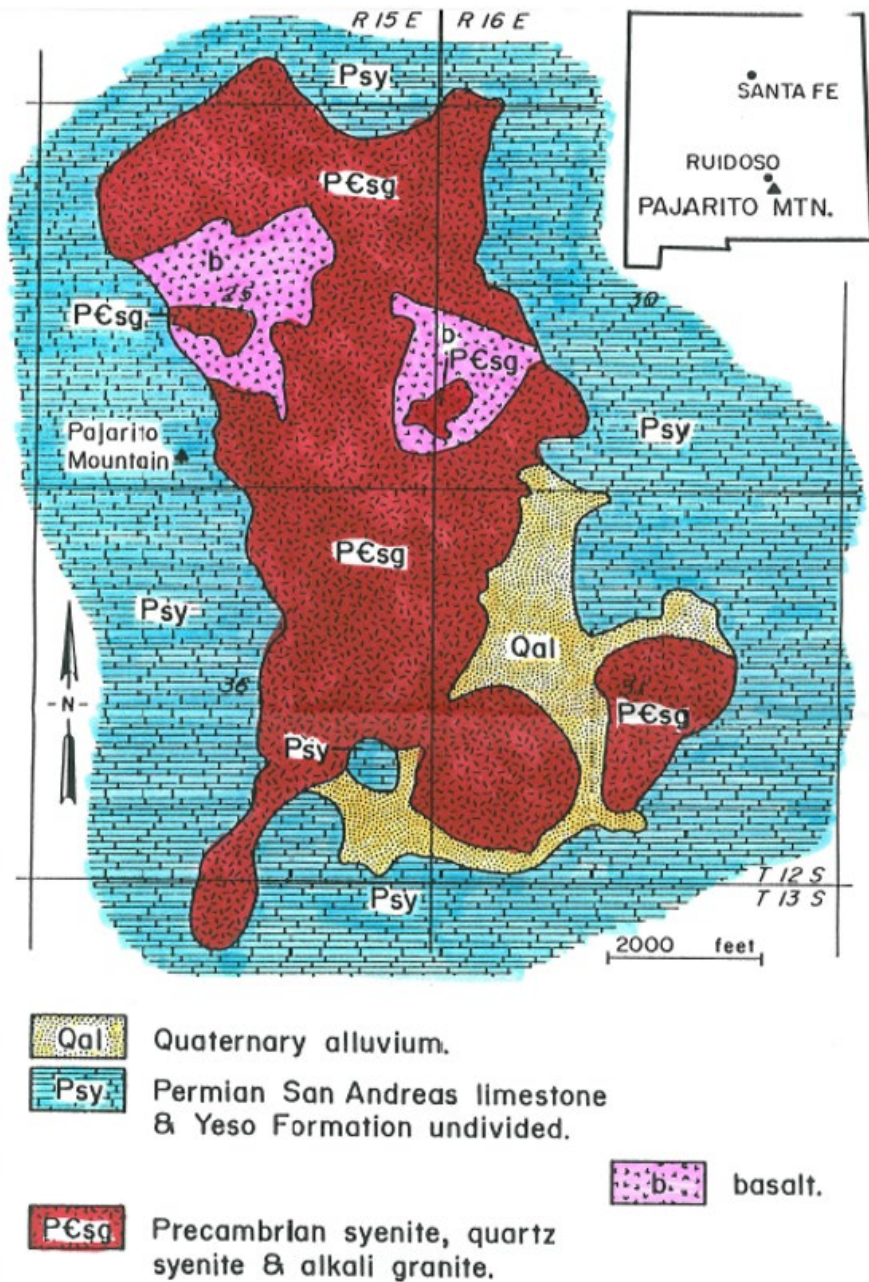 R 15 E R 16 E
Psy
SANTA FE
RUIDOSO
PAJARITO MTN.
PЄsg
b
25
PЄsg
30
b
PЄsg
Pajarito
Mountain
Psy
PЄsg
Psy
Qal
36
- N -
31
PЄsg
Psy
T 12 S
T 13 S
Psy
2000 feet
Qal Quaternary alluvium.
Psy Permian San Andreas limestone
& Yeso Formation undivided.
b. basalt.
PЄsg Precambrian syenite, quartz
syenite & alkali granite.